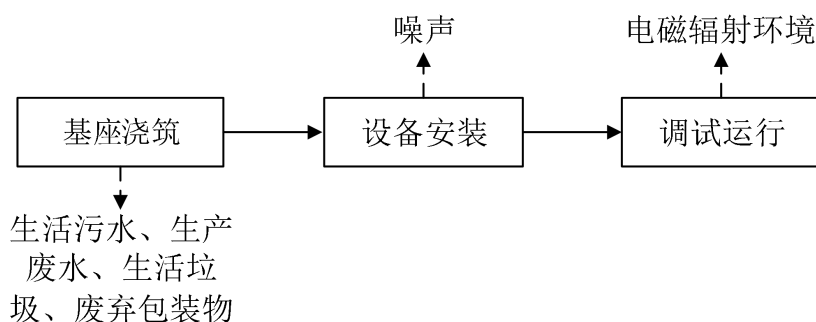 噪声
电磁辐射环境
基座浇筑
设备安装
调试运行
生活污水、生产
废水、生活垃
圾、废弃包装物